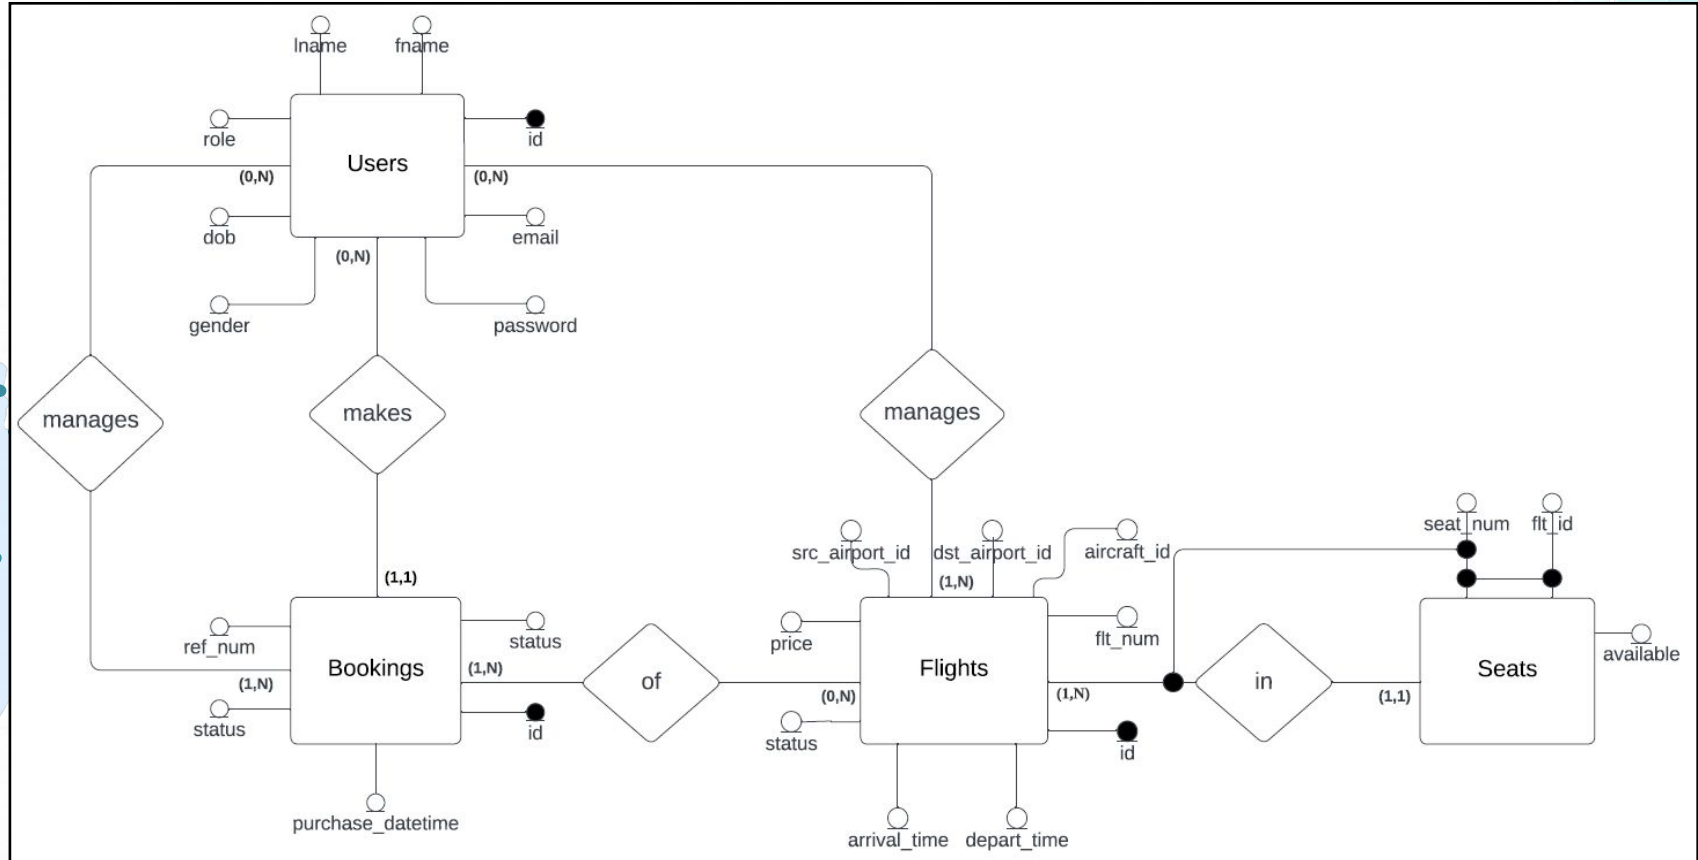 lname
fname
role
id
Users
(0,N)
(0,N)
dob
email
(0,N)
gender
password
manages
makes
manages
seat_num
flt_id
src_airport_id
dst_airport_id
aircraft_id
(1,1)
(1,N)
ref_num
status
price
flt_num
available
Bookings
(1,N)
of
Flights
in
Seats
(1,N)
(0,N)
(1,N)
(1,1)
status
id
status
id
purchase_datetime
arrival_time
depart_time